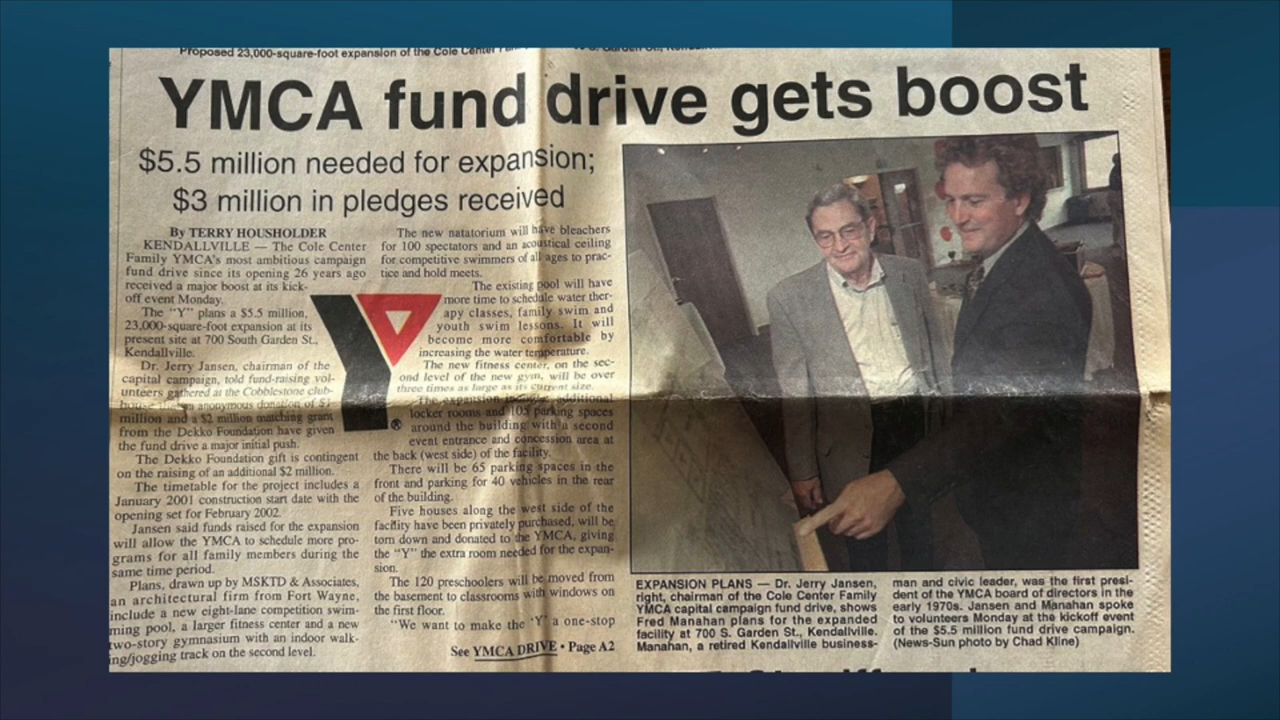 Proposed 23,000-square-foot expansion of the Cole Center
YMCA fund drive gets boost
$5.5 million needed for expansion;
$3 million in pledges received
By TERRY HOUSHOLDER
KENDALLVILLE — The Cole Center
Family YMCA's most ambitious campaign
fund drive since its opening 26 years ago
received a major boost at its kick-
off event Monday.
The "Y" plans a $5.5 million,
23,000-square-foot expansion at its
present site at 700 South Garden St.,
Kendallville.
Dr. Jerry Jansen, chairman of the
capital campaign, told fund-raising vol-
unteers gathered at the Cobblestone club-
house an anonymous donation of $1
million and a $2 million matching grant
from the Dekko Foundation have given
the fund drive a major initial push.
The Dekko Foundation gift is contingent
on the raising of an additional $2 million.
The timetable for the project includes a
January 2001 construction start date with the
opening set for February 2002.
Jansen said funds raised for the expansion
will allow the YMCA to schedule more pro-
grams for all family members during the
same time period.
Plans, drawn up by MSKTD & Associates,
an architectural firm from Fort Wayne,
include a new eight-lane competition swim-
ming pool, a larger fitness center and a new
two-story gymnasium with an indoor walk-
ing/jogging track on the second level.
The new natatorium will have bleachers
for 100 spectators and an acoustical ceiling
for competitive swimmers of all ages to prac-
tice and hold meets.
The existing pool will have
more time to schedule water ther-
apy classes, family swim and
youth swim lessons. It will
become more comfortable by
increasing the water temperature.
The new fitness center, on the sec-
ond level of the new gym, will be over
three times as large as its current size.
The expansion additional
locker rooms and 105 parking spaces
around the building with a second
event entrance and concession area at
the back (west side) of the facility.
There will be 65 parking spaces in the
front and parking for 40 vehicles in the rear
of the building.
Five houses along the west side of the
facility have been privately purchased, will be
torn down and donated to the YMCA, giving
the "Y" the extra room needed for the expan-
sion.
The 120 preschoolers will be moved from
the basement to classrooms with windows on
the first floor.
"We want to make the 'Y' a one-stop
See YMCA DRIVE • Page A2
Y®
EXPANSION PLANS — Dr. Jerry Jansen,
right, chairman of the Cole Center Family
YMCA capital campaign fund drive, shows
Fred Manahan plans for the expanded
facility at 700 S. Garden St., Kendallville.
Manahan, a retired Kendallville business-
man and civic leader, was the first presi-
dent of the YMCA board of directors in the
early 1970s. Jansen and Manahan spoke
to volunteers Monday at the kickoff event
of the $5.5 million fund drive campaign.
(News-Sun photo by Chad Kline)